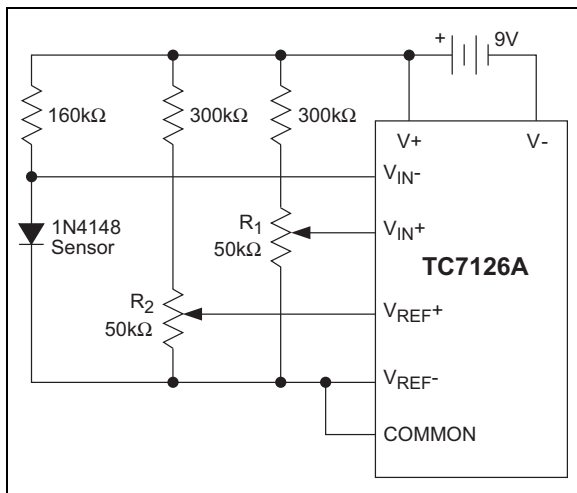 + 9V
160kΩ 300kΩ 300kΩ
V+ V-
VIN-
1N4148
Sensor
R1
50kΩ
VIN+
TC7126A
R2
50kΩ
VREF+
VREF-
COMMON